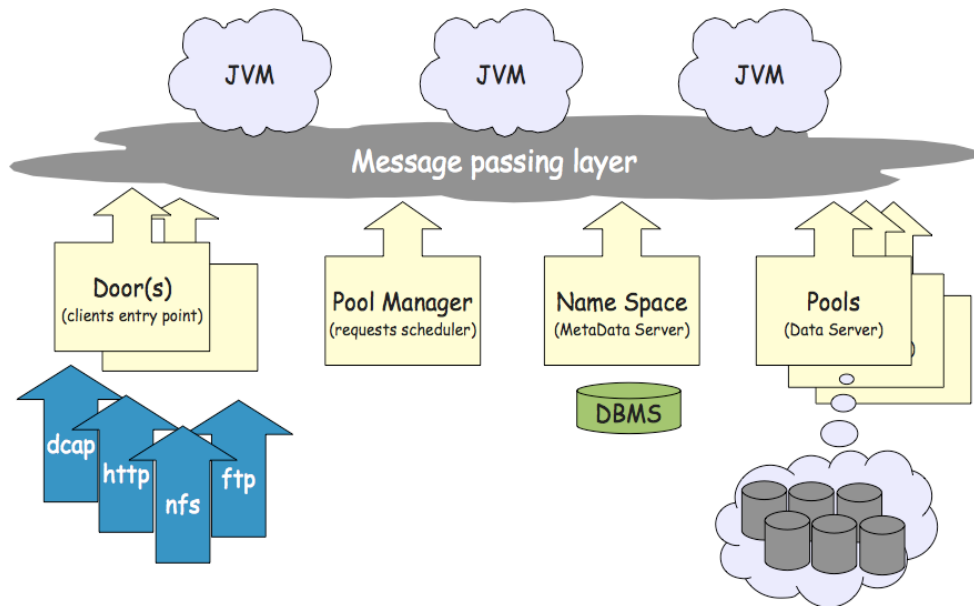 JVM
JVM
JVM
Message passing layer
Door(s)
(clients entry point)
Pool Manager
(requests scheduler)
Name Space
(MetaData Server)
Pools
(Data Server)
DBMS
dcap
http
nfs
ftp